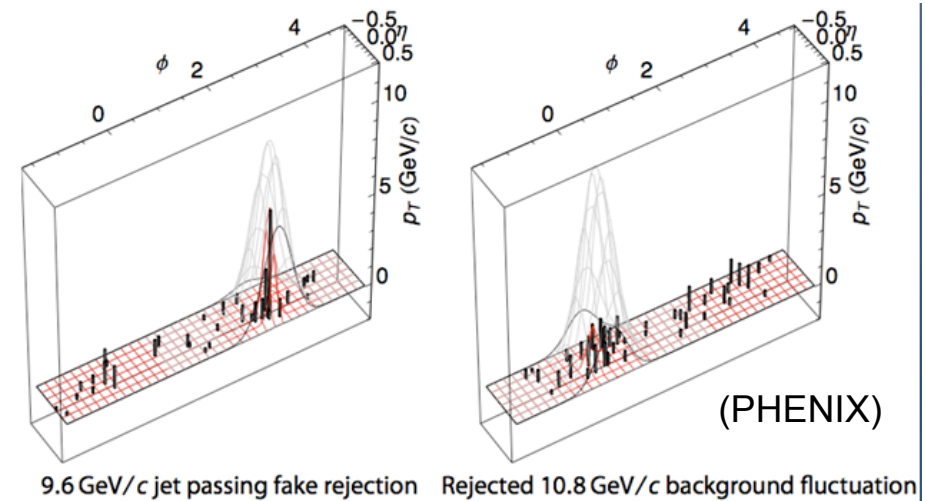 −0.5
0.0 η
0.5
4
ϕ
2
0
10
5
0
p_T (GeV/c)
−0.5
0.0 η
0.5
4
ϕ
2
0
10
5
0
p_T (GeV/c)
(PHENIX)
9.6 GeV/c jet passing fake rejection
Rejected 10.8 GeV/c background fluctuation